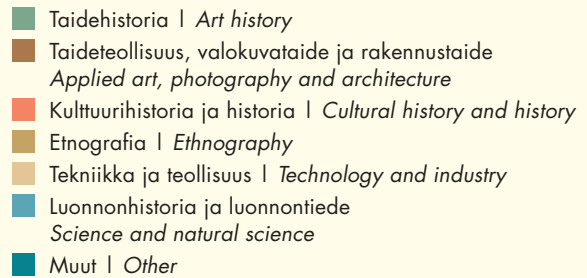 Taidehistoria | Art history
Taideteollisuus, valokuvataide ja rakennustaide
Applied art, photography and architecture
Kulttuurihistoria ja historia | Cultural history and history
Etnografia | Ethnography
Tekniikka ja teollisuus | Technology and industry
Luonnonhistoria ja luonnontiede
Science and natural science
Muut | Other